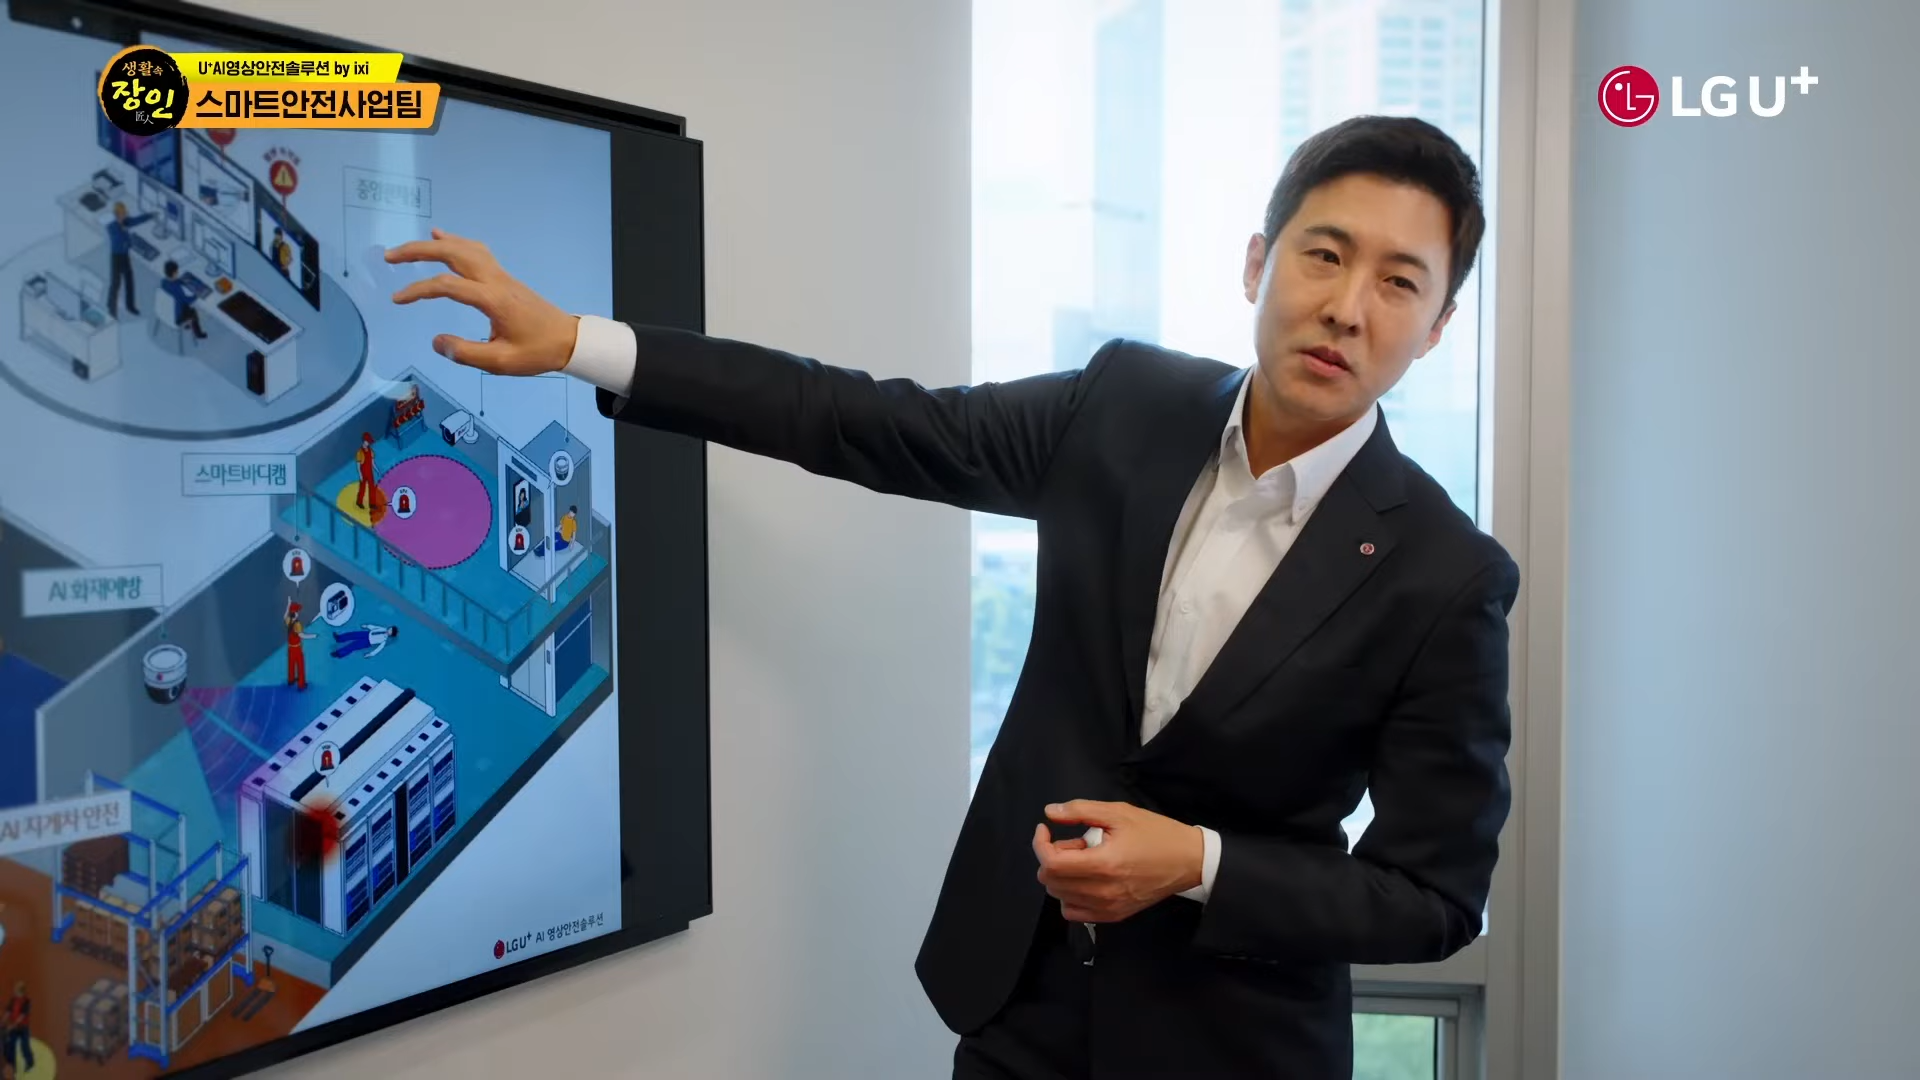 생활속
장인
匠人
U+AI영상안전솔루션 by ixi
스마트안전사업팀
LG U+
중앙관제실
스마트바디캠
AI 화재예방
AI 지게차 안전
LG U+ AI 영상안전솔루션